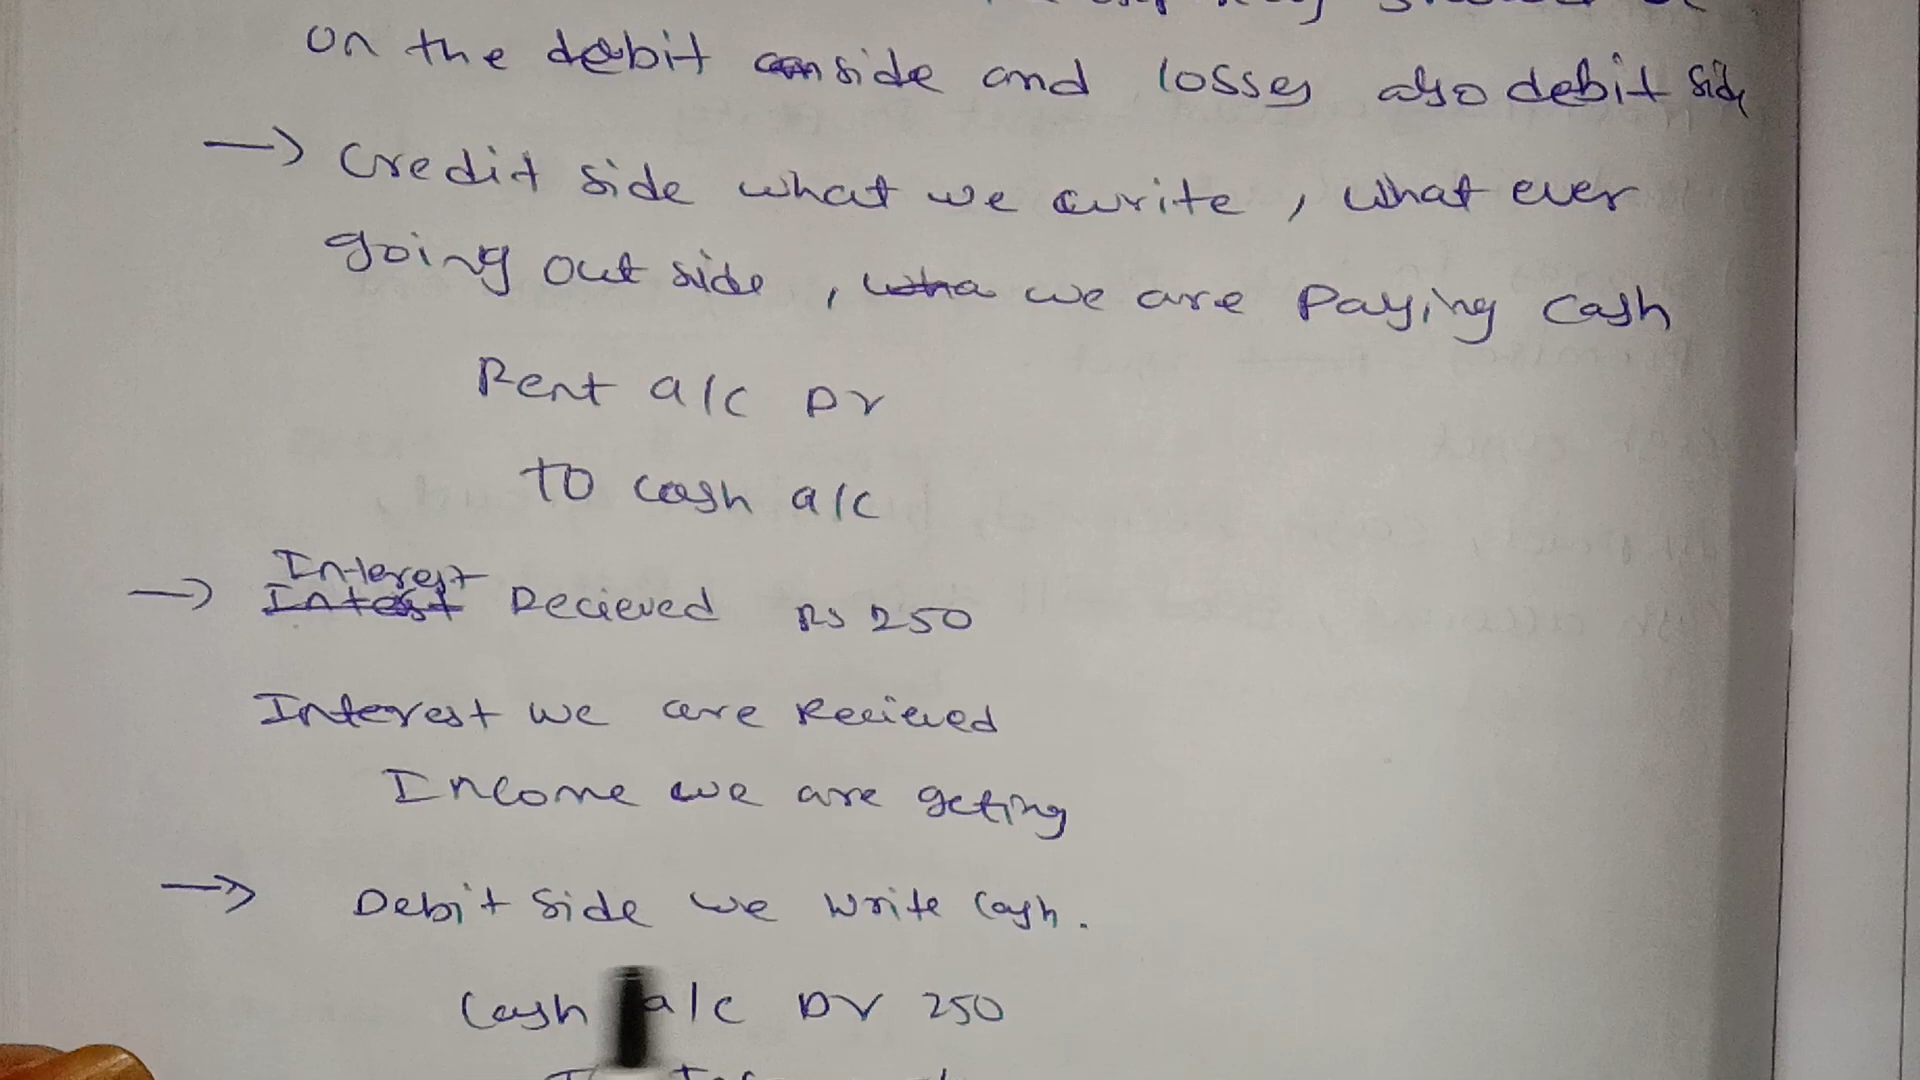 on the debit side and losses also debit side
→ Credit side what we write, what ever
going out side, we are paying cash
Rent a/c Dr
TO cash a/c
Interest
→ Intest Recieved Rs 250
Interest we are Recieved
Income we are geting
→ Debit side we write cash.
Cash a/c Dr 250